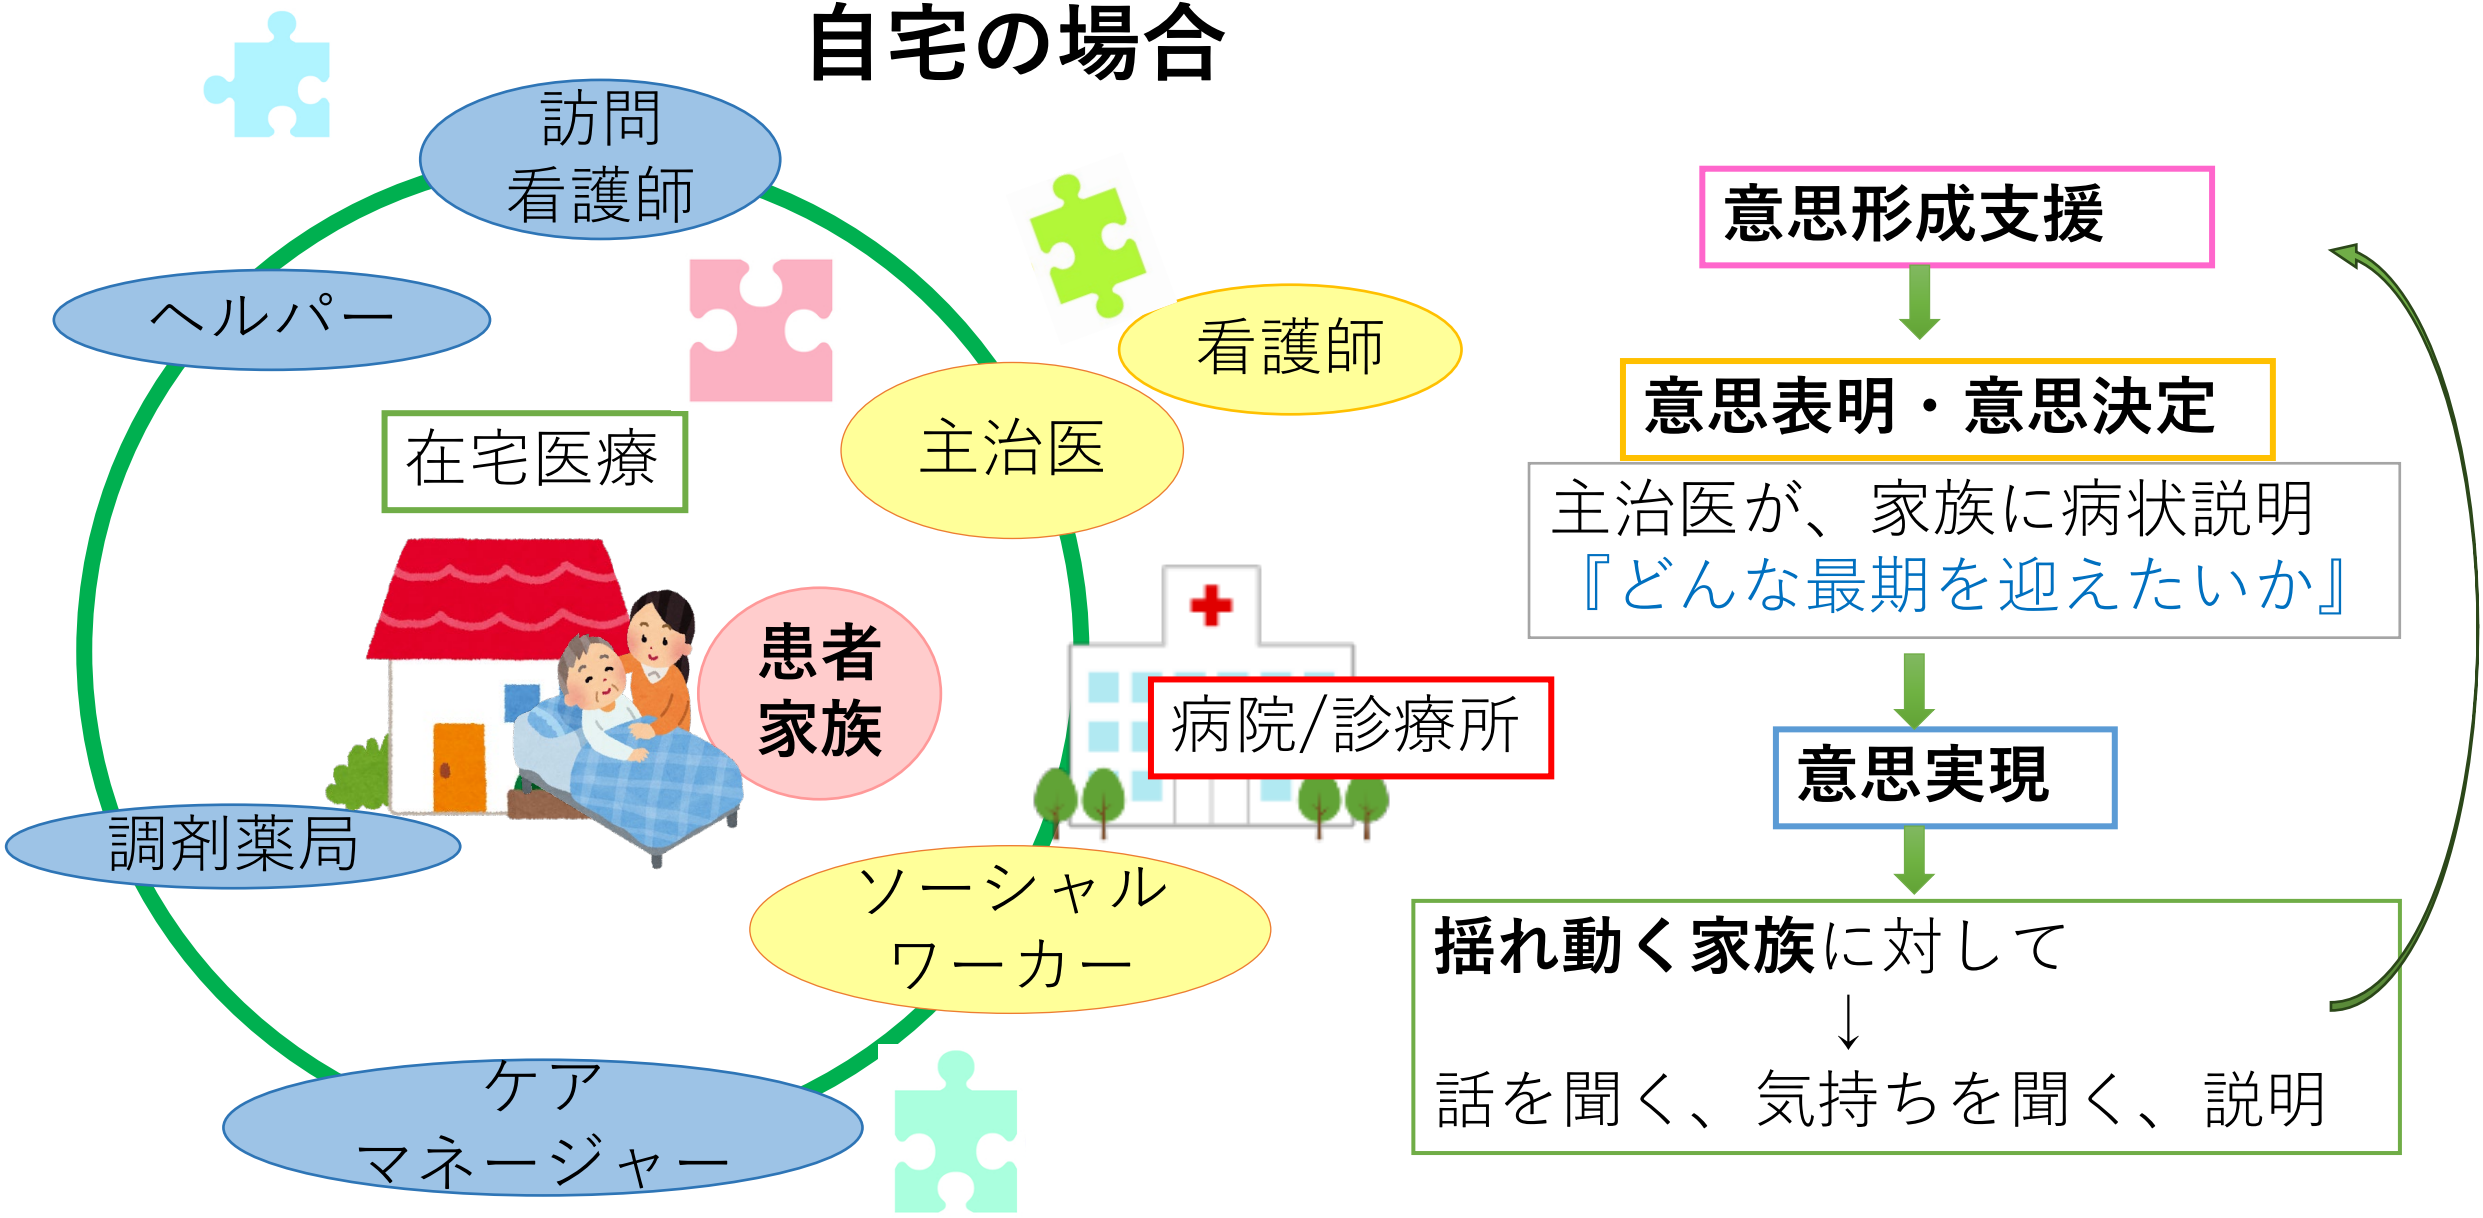 自宅の場合
訪問
看護師
ヘルパー
看護師
主治医
在宅医療
患者
家族
病院/診療所
調剤薬局
ソーシャル
ワーカー
ケア
マネージャー
意思形成支援
意思表明・意思決定
主治医が、家族に病状説明
『どんな最期を迎えたいか』
意思実現
揺れ動く家族に対して
↓
話を聞く、気持ちを聞く、説明